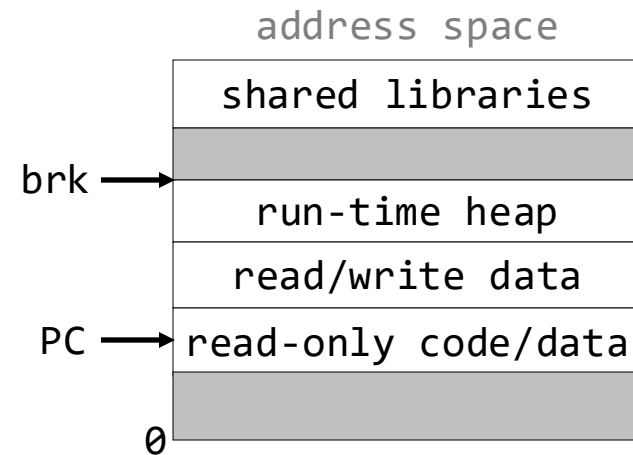 address space
shared libraries
brk
run-time heap
read/write data
PC
read-only code/data
0